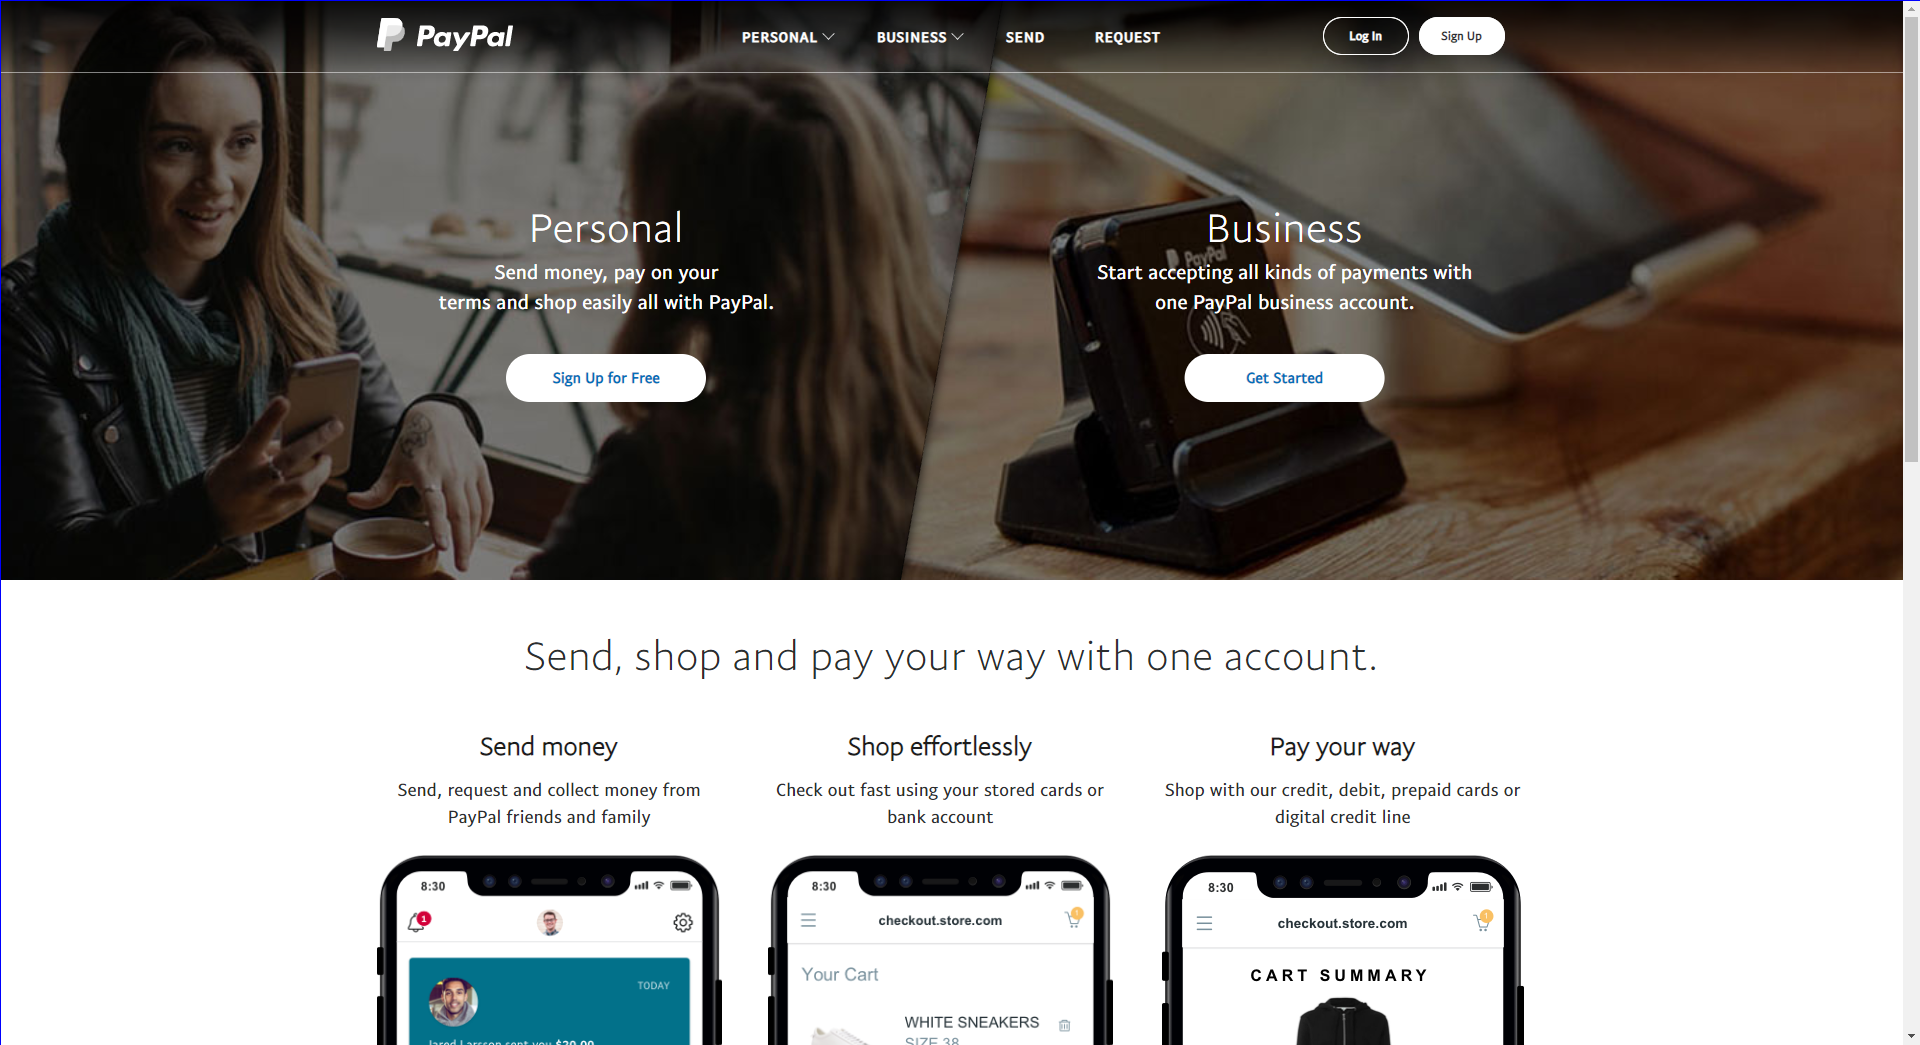 PayPal
PERSONAL
BUSINESS
SEND
REQUEST
Log In
Sign Up
Personal
Send money, pay on your
terms and shop easily all with PayPal.
Sign Up for Free
Business
Start accepting all kinds of payments with
one PayPal business account.
Get Started
PayPal
Send, shop and pay your way with one account.
Send money
Send, request and collect money from
PayPal friends and family
Shop effortlessly
Check out fast using your stored cards or
bank account
Pay your way
Shop with our credit, debit, prepaid cards or
digital credit line
8:30
1
TODAY
Jared Larsson sent you $20.00
8:30
checkout.store.com
1
Your Cart
WHITE SNEAKERS
SIZE 38
8:30
checkout.store.com
1
CART SUMMARY